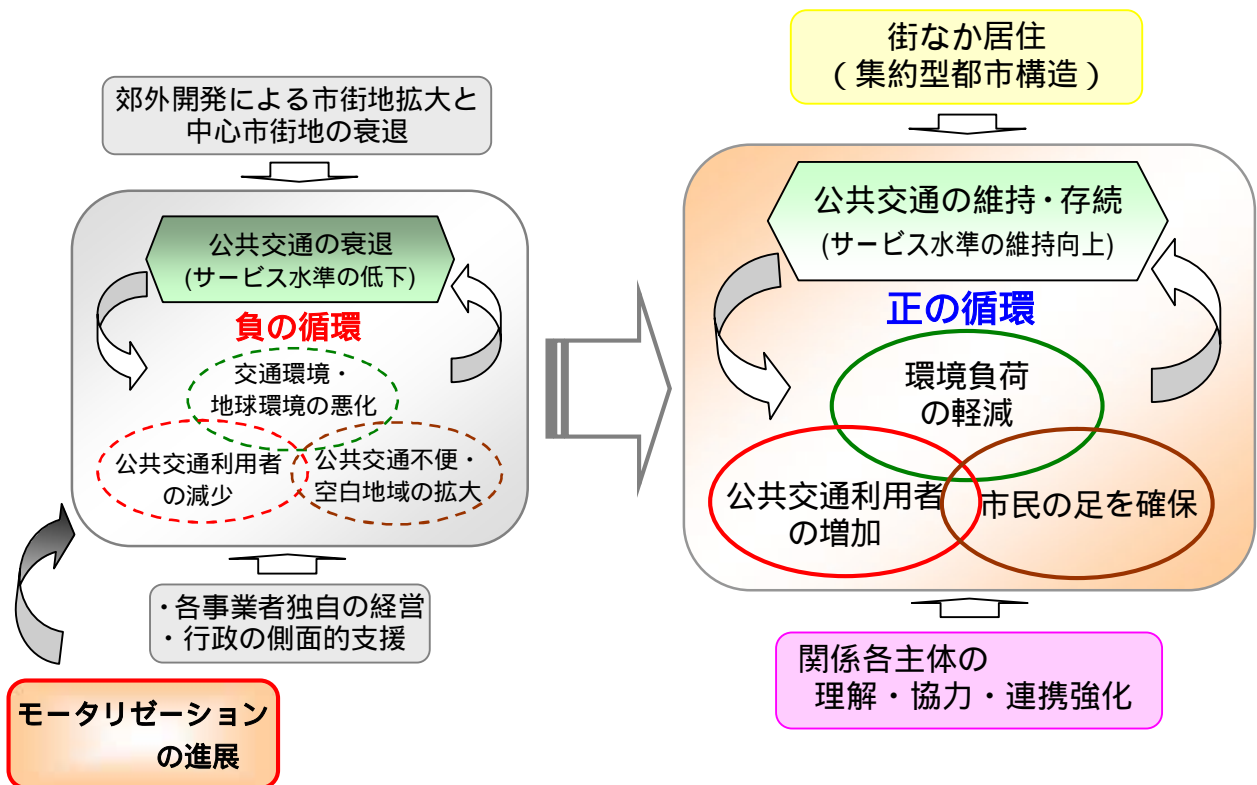 郊外開発による市街地拡大と
中心市街地の衰退
公共交通の衰退
(サービス水準の低下)
負の循環
交通環境・
地球環境の悪化
公共交通利用者
の減少
公共交通不便・
空白地域の拡大
・各事業者独自の経営
・行政の側面的支援
モータリゼーション
の進展
街なか居住
（集約型都市構造）
公共交通の維持・存続
(サービス水準の維持向上)
正の循環
環境負荷
の軽減
公共交通利用者
の増加
市民の足を確保
関係各主体の
理解・協力・連携強化